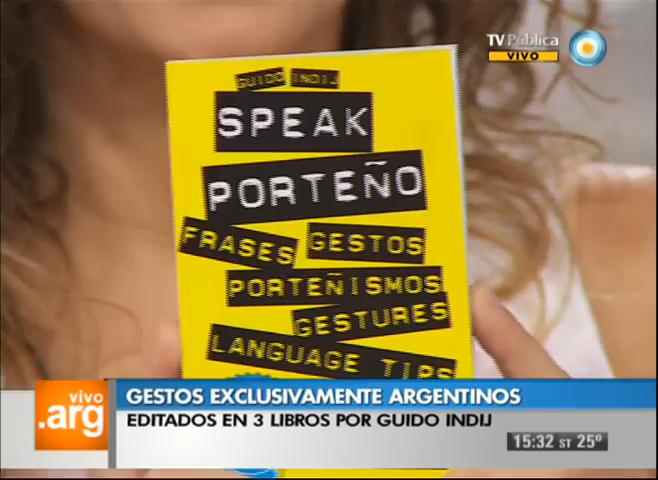 TV Pública
VIVO
GUIDO INDIJ
SPEAK
PORTEÑO
FRASES GESTOS
PORTEÑISMOS
GESTURES
LANGUAGE TIPS
vivo
.arg
GESTOS EXCLUSIVAMENTE ARGENTINOS
EDITADOS EN 3 LIBROS POR GUIDO INDIJ
15:32 ST 25º